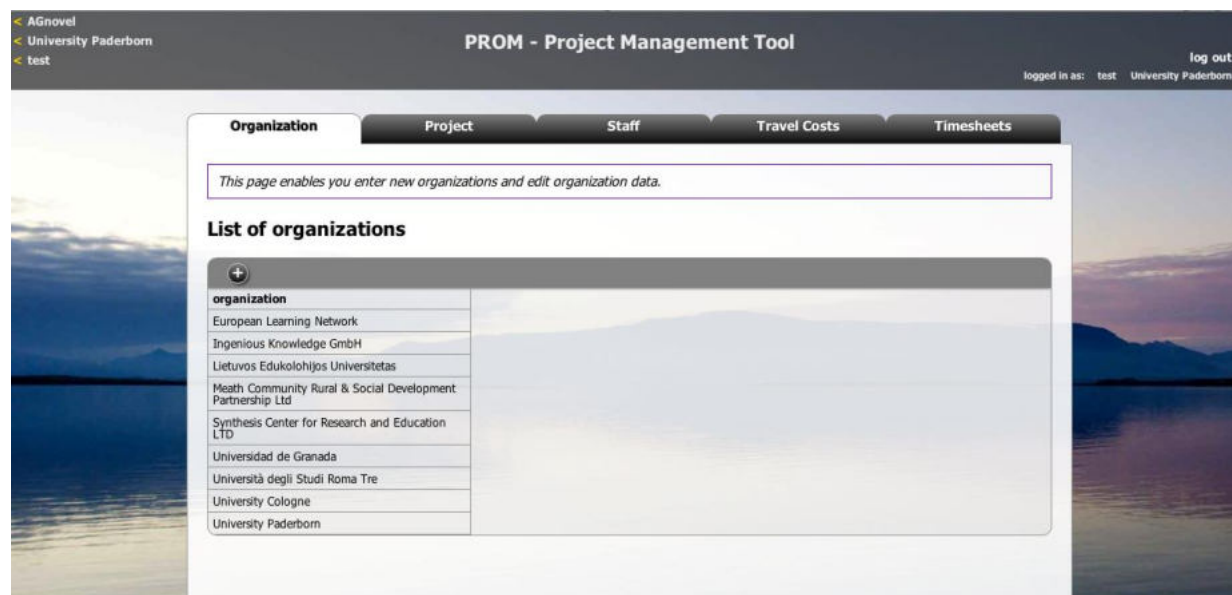 < AGnovel
< University Paderborn
< test
PROM - Project Management Tool
log out
logged in as: test University Paderborn
Organization Project Staff Travel Costs Timesheets
This page enables you enter new organizations and edit organization data.
List of organizations
organization
European Learning Network
Ingenious Knowledge GmbH
Lietuvos Edukolohijos Universitetas
Meath Community Rural & Social Development
Partnership Ltd
Synthesis Center for Research and Education
LTD
Universidad de Granada
Università degli Studi Roma Tre
University Cologne
University Paderborn